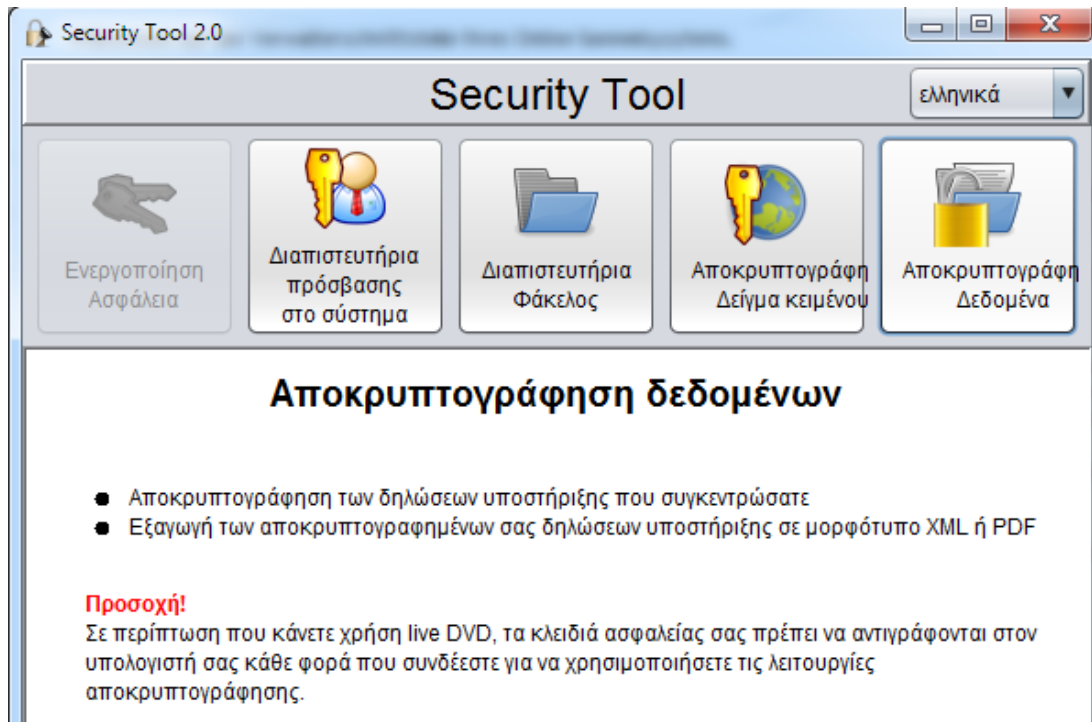 Security Tool 2.0
Security Tool
ελληνικά
Ενεργοποίηση
Ασφάλεια
Διαπιστευτήρια
πρόσβασης
στο σύστημα
Διαπιστευτήρια
Φάκελος
Αποκρυπτογράφη
Δείγμα κειμένου
Αποκρυπτογράφη
Δεδομένα
Αποκρυπτογράφηση δεδομένων
Αποκρυπτογράφηση των δηλώσεων υποστήριξης που συγκεντρώσατε
Εξαγωγή των αποκρυπτογραφημένων σας δηλώσεων υποστήριξης σε μορφότυπο XML ή PDF
Προσοχή!
Σε περίπτωση που κάνετε χρήση live DVD, τα κλειδιά ασφαλείας σας πρέπει να αντιγράφονται στον
υπολογιστή σας κάθε φορά που συνδέεστε για να χρησιμοποιήσετε τις λειτουργίες
αποκρυπτογράφησης.